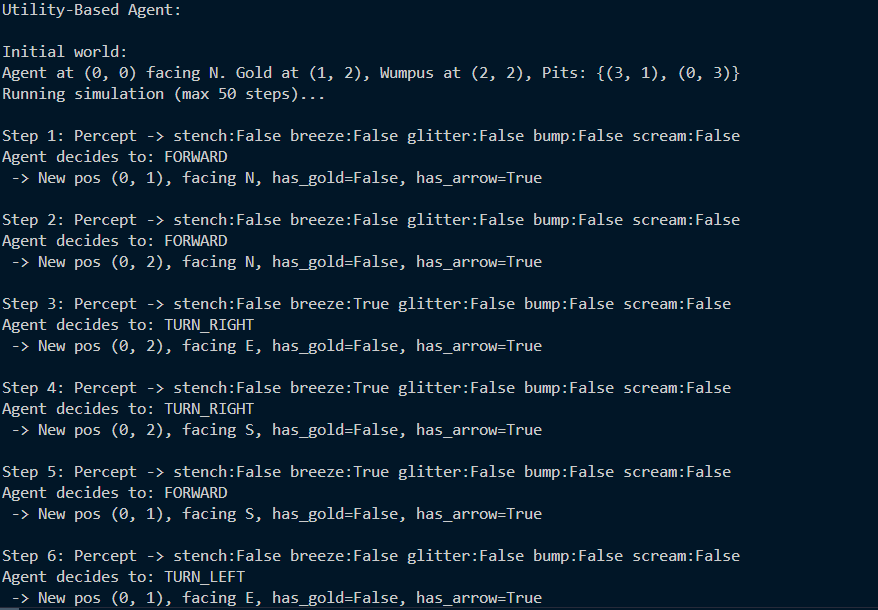 Utility-Based Agent:
Initial world:
Agent at (0, 0) facing N. Gold at (1, 2), Wumpus at (2, 2), Pits: {(3, 1), (0, 3)}
Running simulation (max 50 steps)...
Step 1: Percept -> stench:False breeze:False glitter:False bump:False scream:False
Agent decides to: FORWARD
-> New pos (0, 1), facing N, has_gold=False, has_arrow=True
Step 2: Percept -> stench:False breeze:False glitter:False bump:False scream:False
Agent decides to: FORWARD
-> New pos (0, 2), facing N, has_gold=False, has_arrow=True
Step 3: Percept -> stench:False breeze:True glitter:False bump:False scream:False
Agent decides to: TURN_RIGHT
-> New pos (0, 2), facing E, has_gold=False, has_arrow=True
Step 4: Percept -> stench:False breeze:True glitter:False bump:False scream:False
Agent decides to: TURN_RIGHT
-> New pos (0, 2), facing S, has_gold=False, has_arrow=True
Step 5: Percept -> stench:False breeze:True glitter:False bump:False scream:False
Agent decides to: FORWARD
-> New pos (0, 1), facing S, has_gold=False, has_arrow=True
Step 6: Percept -> stench:False breeze:False glitter:False bump:False scream:False
Agent decides to: TURN_LEFT
-> New pos (0, 1), facing E, has_gold=False, has_arrow=True